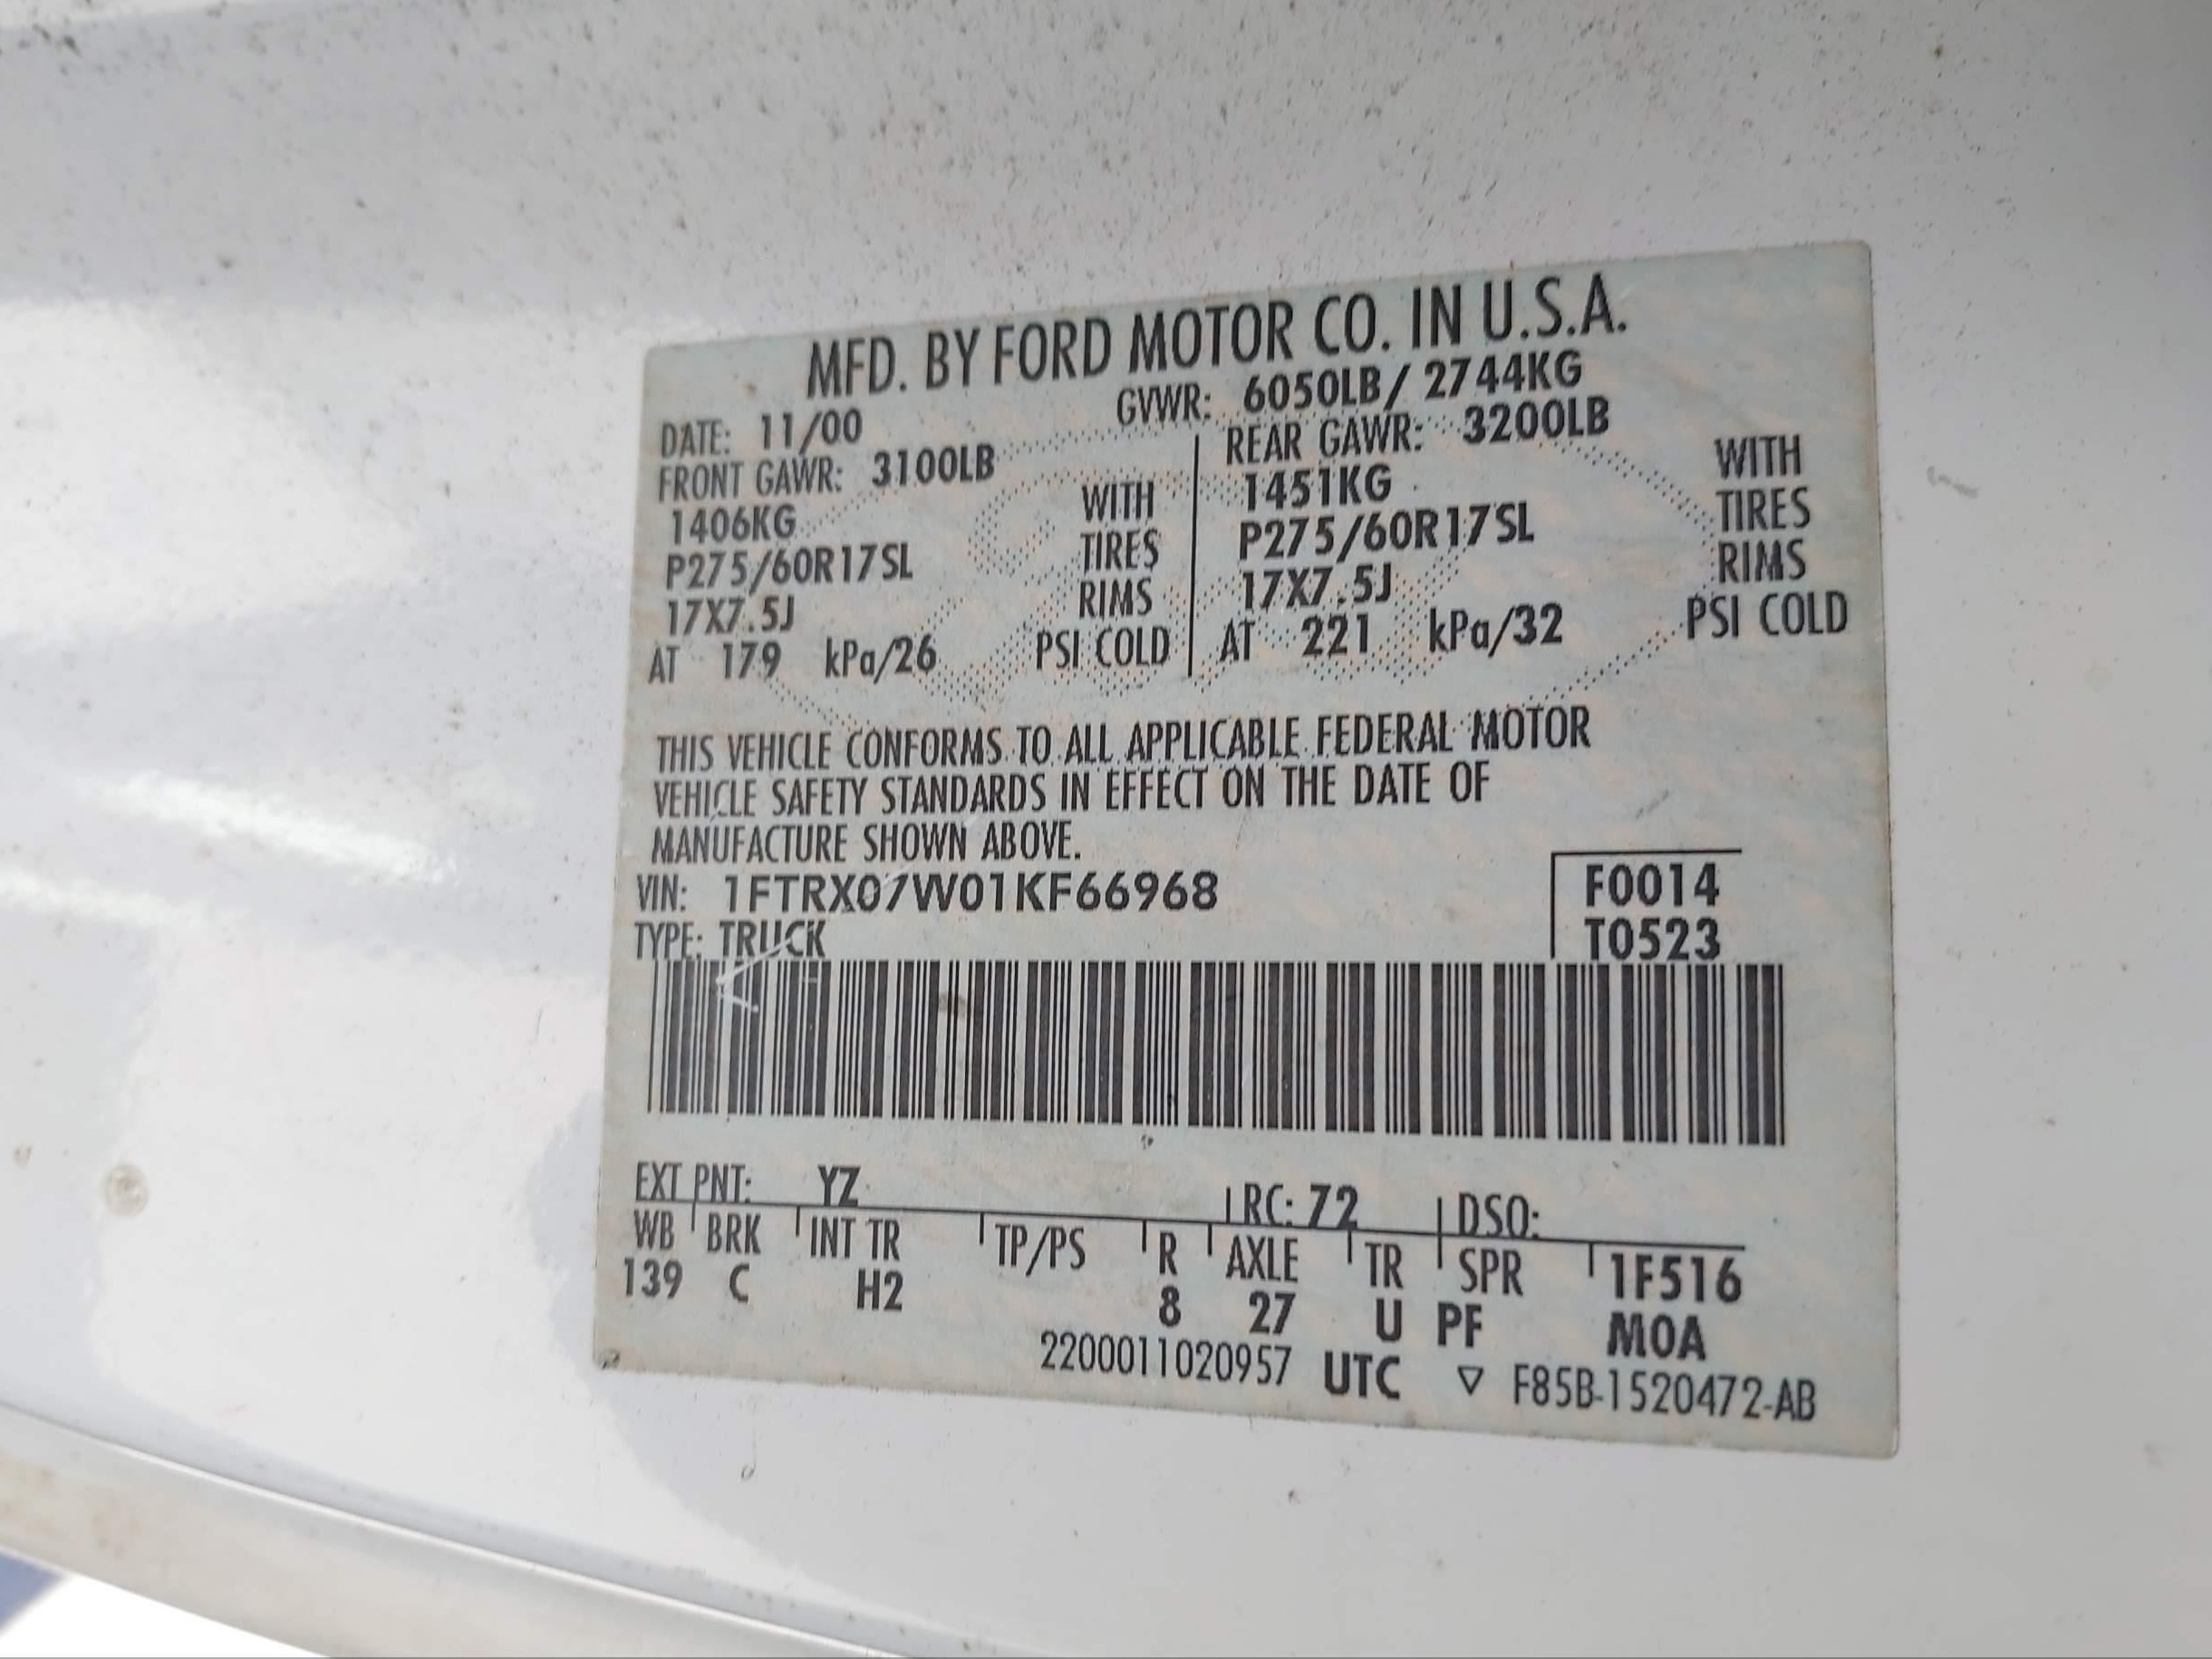 MFD. BY FORD MOTOR CO. IN U.S.A.
DATE: 11/00 GVWR: 6050LB/ 2744KG
FRONT GAWR: 3100LB REAR GAWR: 3200LB
1406KG WITH 1451KG WITH
P275/60R17SL TIRES P275/60R17SL TIRES
17X7.5J RIMS 17X7.5J RIMS
AT 179 kPa/26 PSI COLD AT 221 kPa/32 PSI COLD
THIS VEHICLE CONFORMS TO ALL APPLICABLE FEDERAL MOTOR
VEHICLE SAFETY STANDARDS IN EFFECT ON THE DATE OF
MANUFACTURE SHOWN ABOVE.
VIN: 1FTRX07W01KF66968 F0014
TYPE: TRUCK T0523
EXT PNT: YZ RC: 72 DSO:
WB BRK INT TR TP/PS R AXLE TR SPR 1F516
139 C H2 8 27 U PF M0A
2200011020957 UTC ▽ F85B-1520472-AB